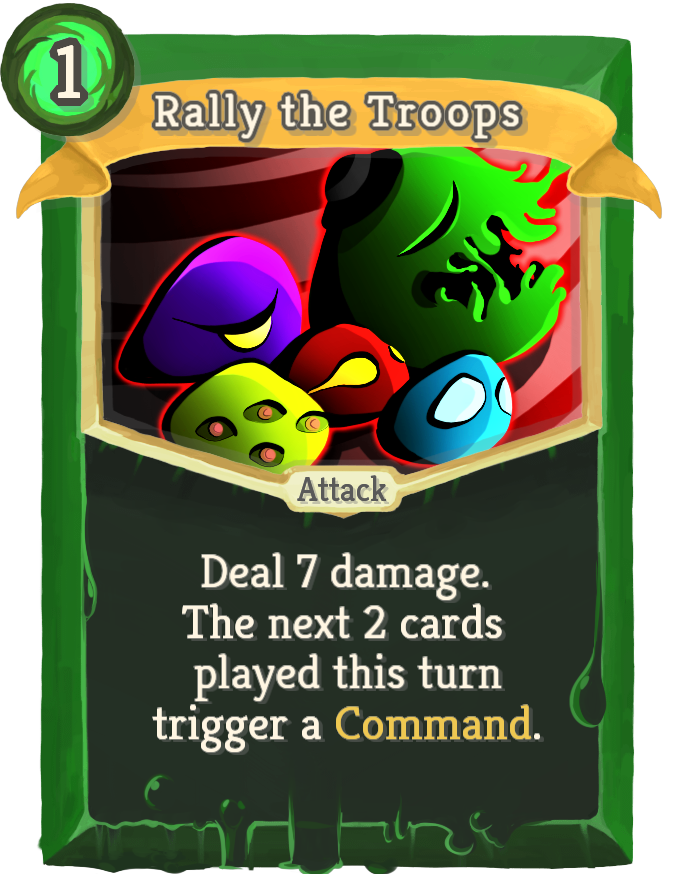 1
Rally the Troops
Attack
Deal 7 damage.
The next 2 cards
played this turn
trigger a Command.